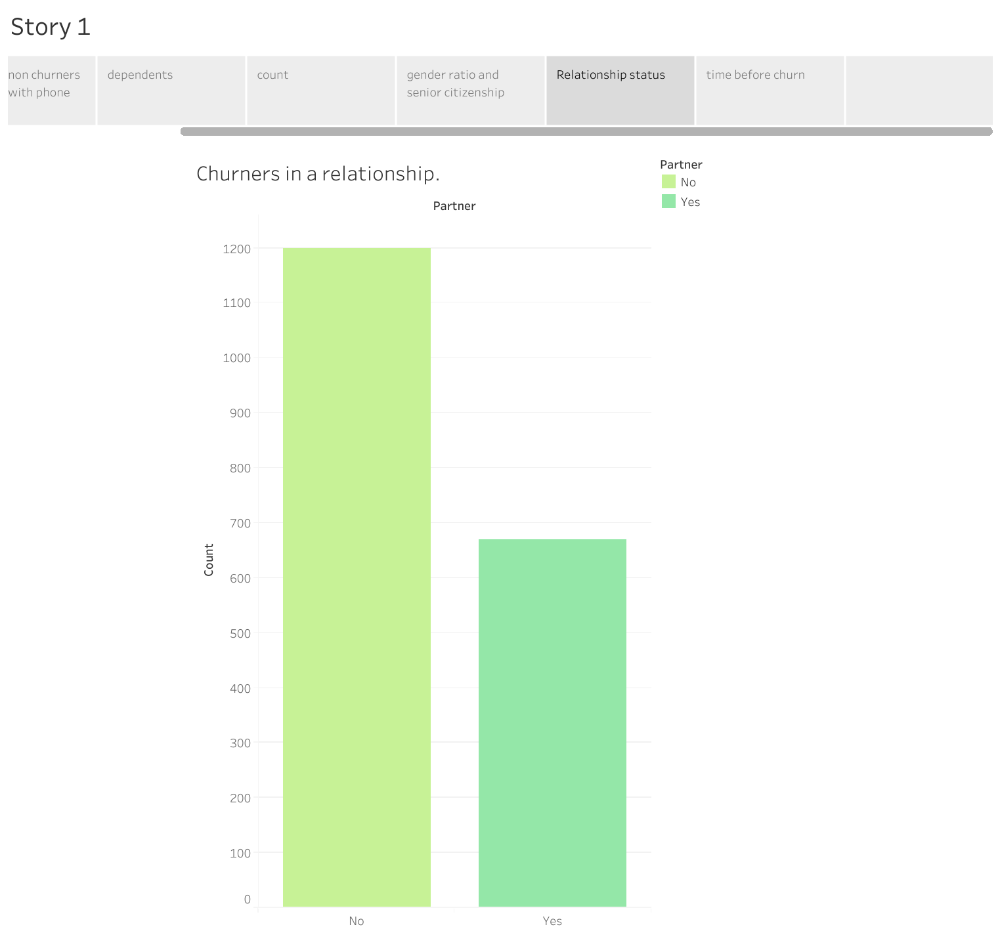 Story 1
non churners
with phone
dependents
count
gender ratio and
senior citizenship
Relationship status
time before churn
Churners in a relationship.
Partner
No
Yes
Partner
1200
1100
1000
900
800
700
600
500
400
300
200
100
0
Count
No
Yes